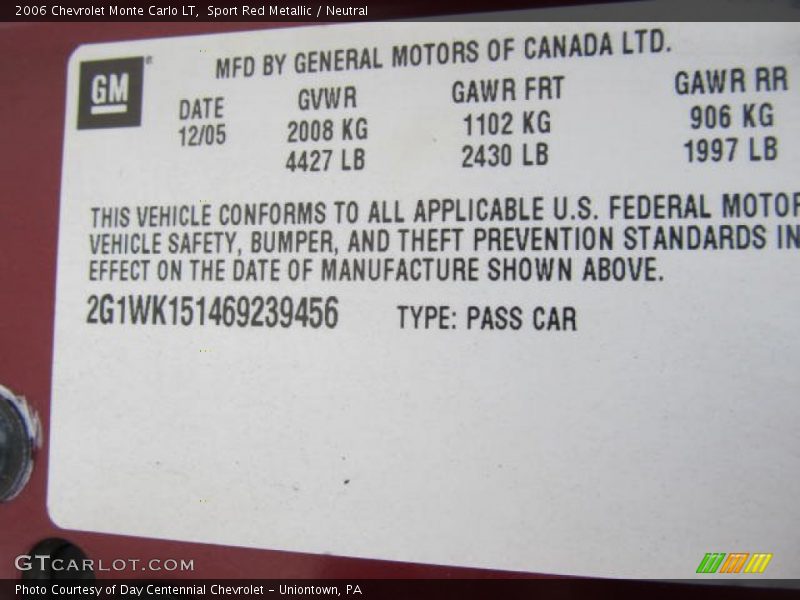 2006 Chevrolet Monte Carlo LT,  Sport Red Metallic / Neutral
GM®
MFD BY GENERAL MOTORS OF CANADA LTD.
DATE GVWR GAWR FRT GAWR RR
12/05 2008 KG 1102 KG 906 KG
4427 LB 2430 LB 1997 LB
THIS VEHICLE CONFORMS TO ALL APPLICABLE U.S. FEDERAL MOTOR
VEHICLE SAFETY, BUMPER, AND THEFT PREVENTION STANDARDS IN
EFFECT ON THE DATE OF MANUFACTURE SHOWN ABOVE.
2G1WK151469239456 TYPE: PASS CAR
GTCARLOT.COM
Photo Courtesy of Day Centennial Chevrolet - Uniontown, PA